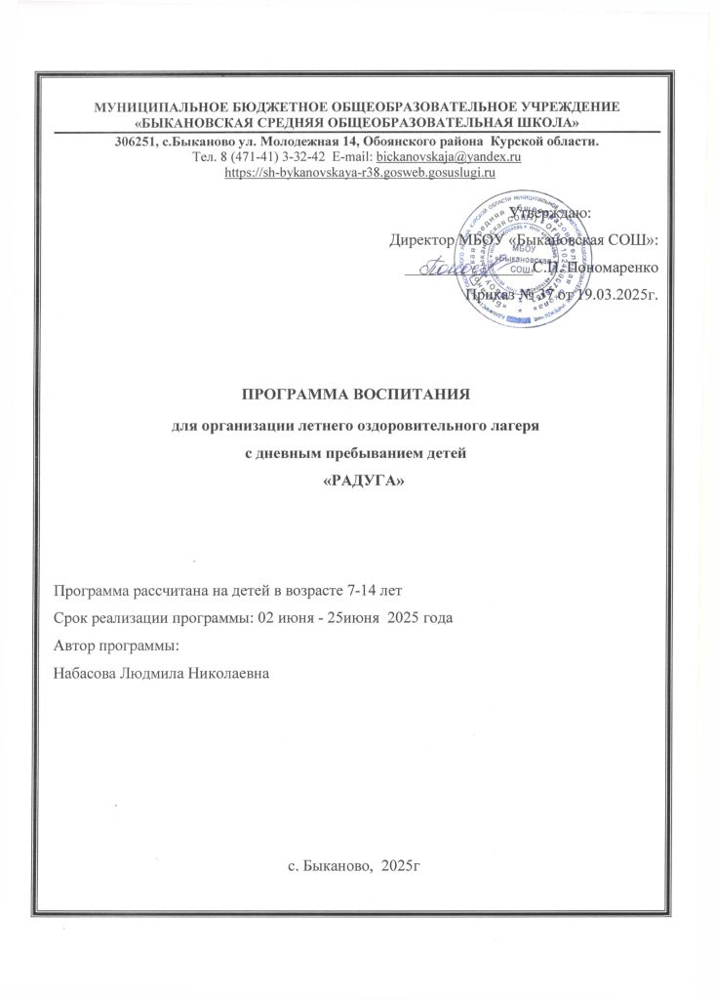 МУНИЦИПАЛЬНОЕ БЮДЖЕТНОЕ ОБЩЕОБРАЗОВАТЕЛЬНОЕ УЧРЕЖДЕНИЕ
«БЫКАНОВСКАЯ СРЕДНЯЯ ОБЩЕОБРАЗОВАТЕЛЬНАЯ ШКОЛА»
306251, с.Быканово ул. Молодежная 14, Обоянского района Курской области.
Тел. 8 (471-41) 3-32-42 E-mail: bickanovskaja@yandex.ru
https://sh-bykanovskaya-r38.gosweb.gosuslugi.ru
Утверждаю:
Директор МБОУ «Быкановская СОШ»:
С.П. Пономаренко
Приказ № 37 от 19.03.2025г.
МБОУ
«Быкановская
СОШ»
ПРОГРАММА ВОСПИТАНИЯ
для организации летнего оздоровительного лагеря
с дневным пребыванием детей
«РАДУГА»
Программа рассчитана на детей в возрасте 7-14 лет
Срок реализации программы: 02 июня - 25июня 2025 года
Автор программы:
Набасова Людмила Николаевна
с. Быканово, 2025г